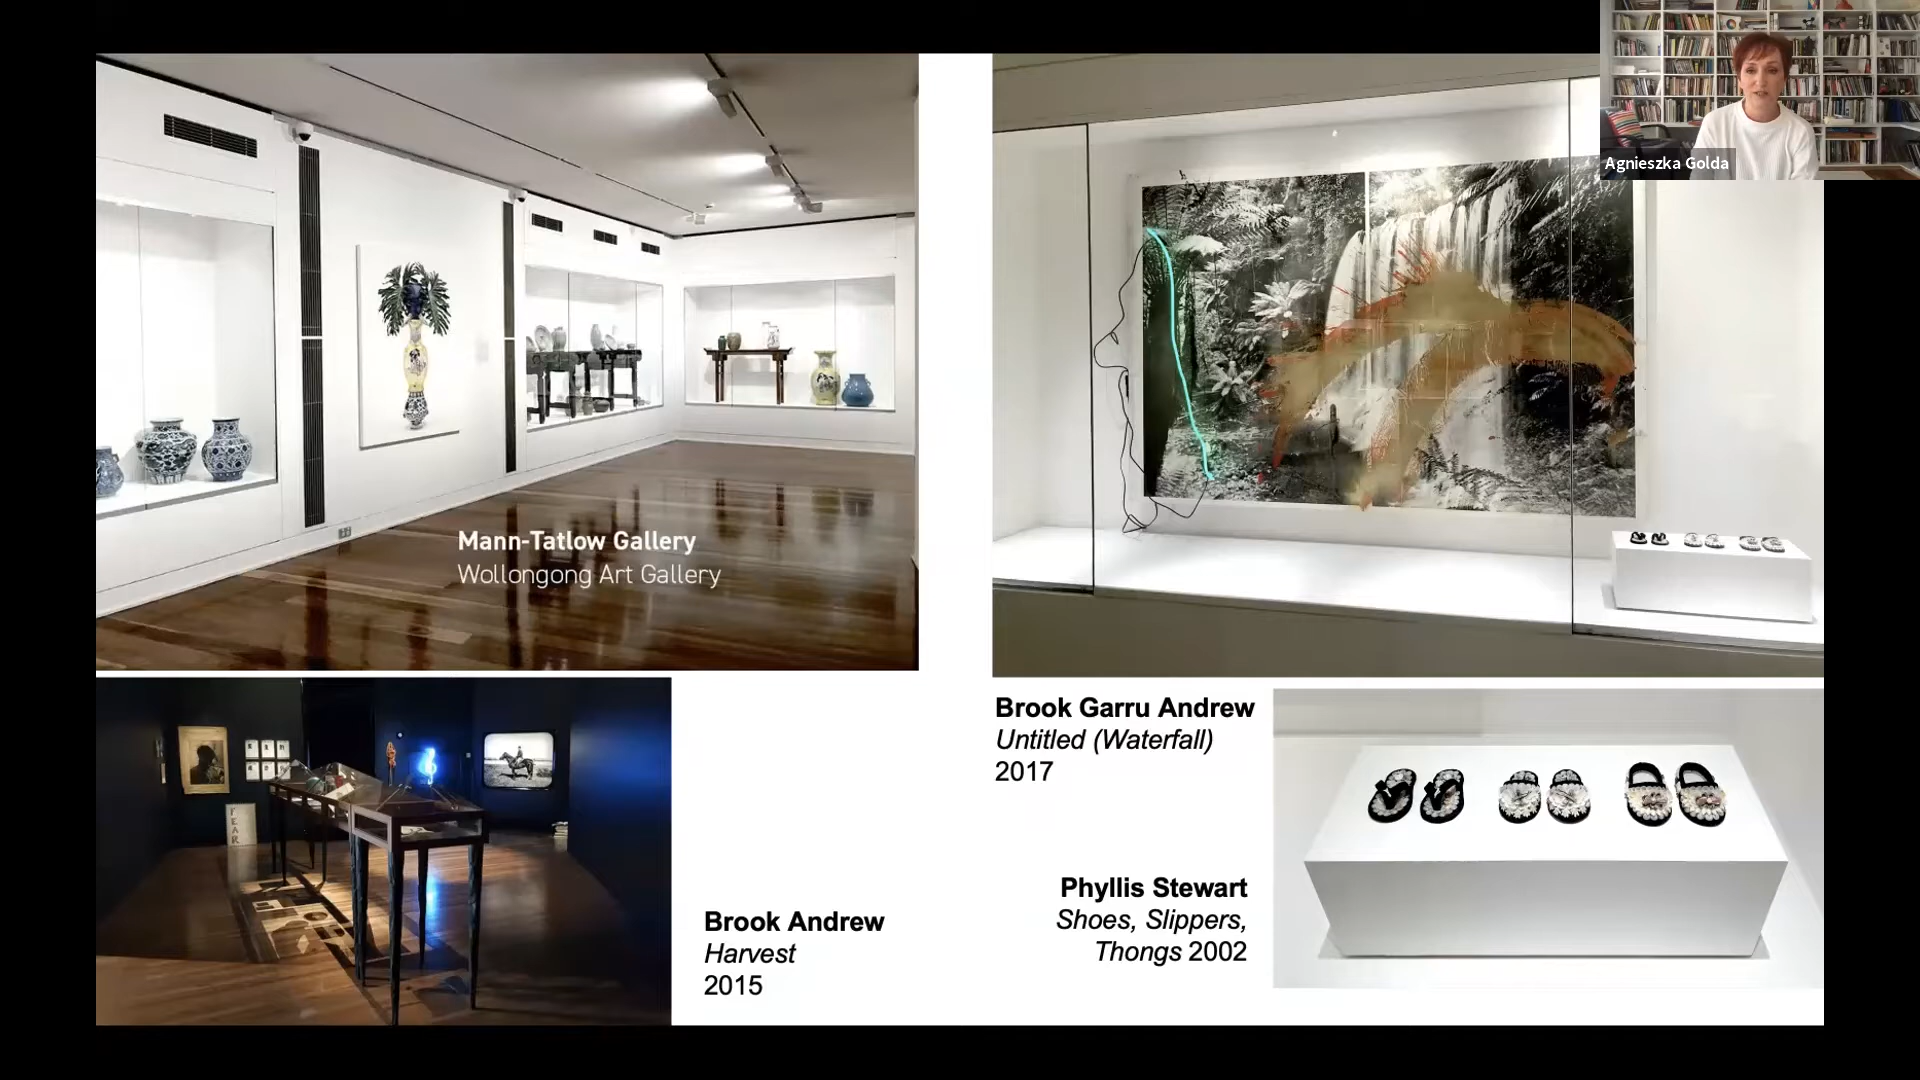 Agnieszka Golda
Mann-Tatlow Gallery
Wollongong Art Gallery
Brook Garru Andrew
Untitled (Waterfall)
2017
FEAR
Phyllis Stewart
Shoes, Slippers,
Thongs 2002
Brook Andrew
Harvest
2015